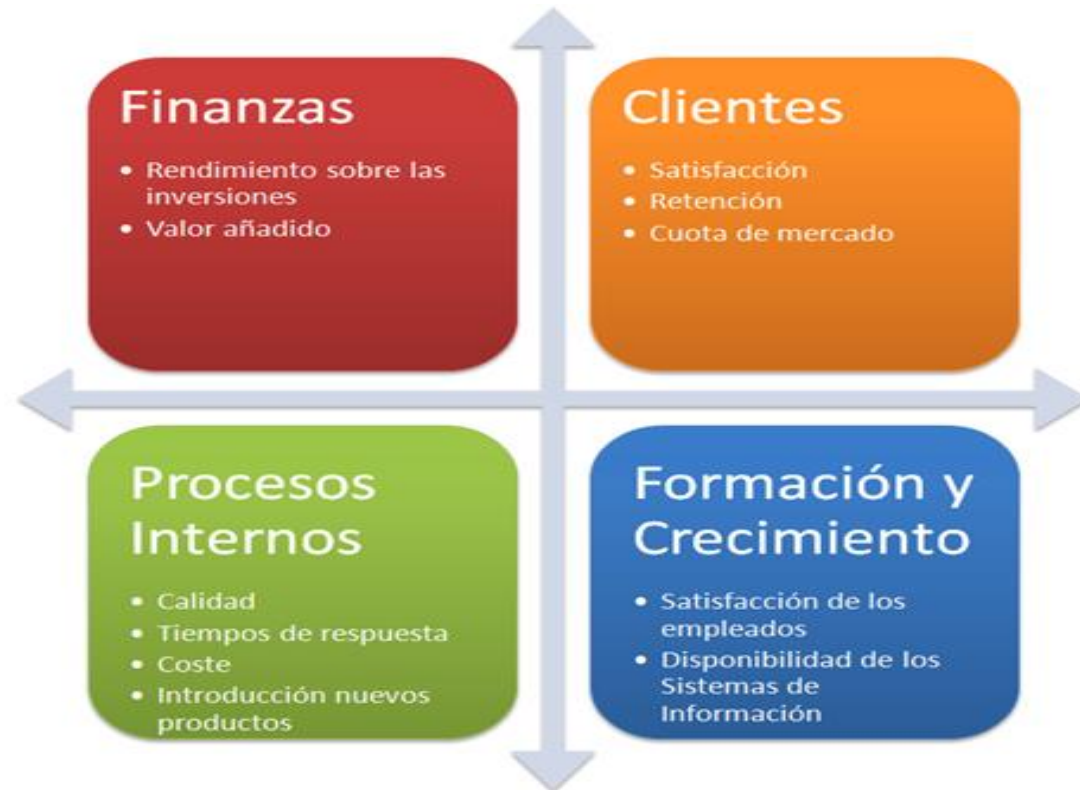 Finanzas
• Rendimiento sobre las
inversiones
• Valor añadido
Clientes
• Satisfacción
• Retención
• Cuota de mercado
Procesos
Internos
• Calidad
• Tiempos de respuesta
• Coste
• Introducción nuevos
productos
Formación y
Crecimiento
• Satisfacción de los
empleados
• Disponibilidad de los
Sistemas de
Información